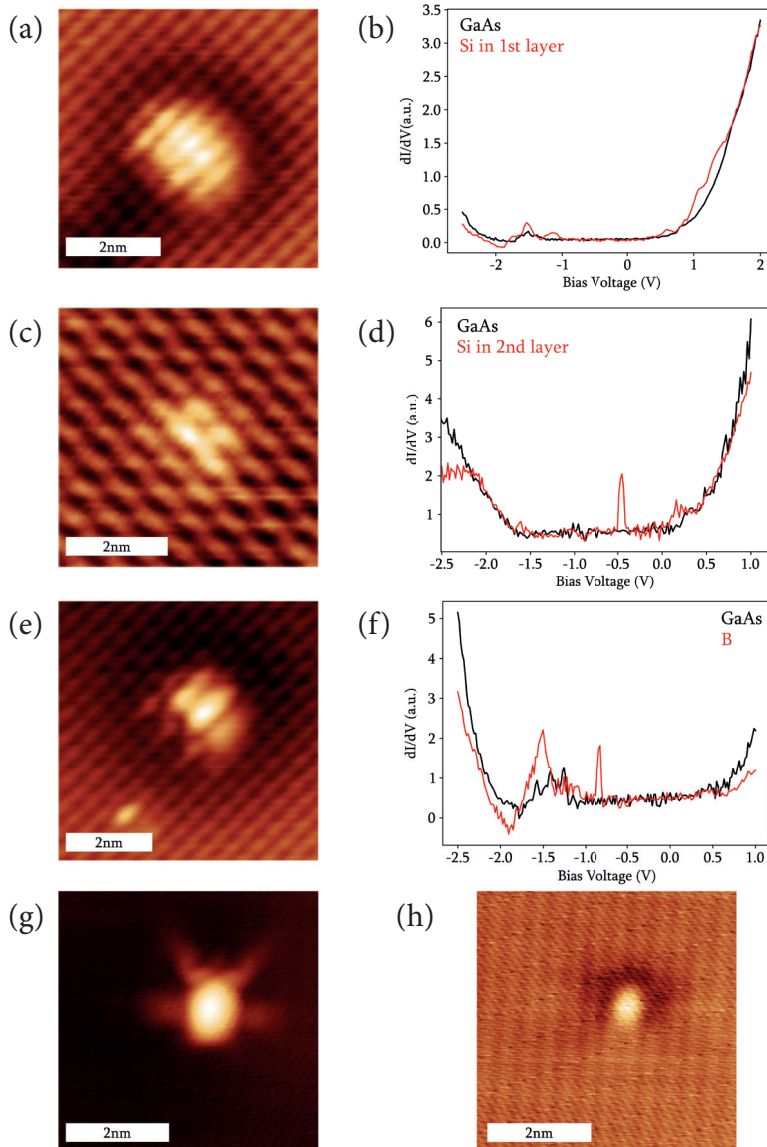 (a)
2nm
(b)
3.5
3.0
2.5
2.0
1.5
1.0
0.5
0.0
dI/dV(a.u.)
GaAs
Si in 1st layer
-2 -1 0 1 2
Bias Voltage (V)
(c)
2nm
(d)
6
5
4
3
2
1
dI/dV (a.u.)
GaAs
Si in 2nd layer
-2.5 -2.0 -1.5 -1.0 -0.5 0.0 0.5 1.0
Bias Voltage (V)
(e)
2nm
(f)
5
4
3
2
1
0
dI/dV (a.u.)
GaAs
B
-2.5 -2.0 -1.5 -1.0 -0.5 0.0 0.5 1.0
Bias Voltage (V)
(g)
2nm
(h)
2nm